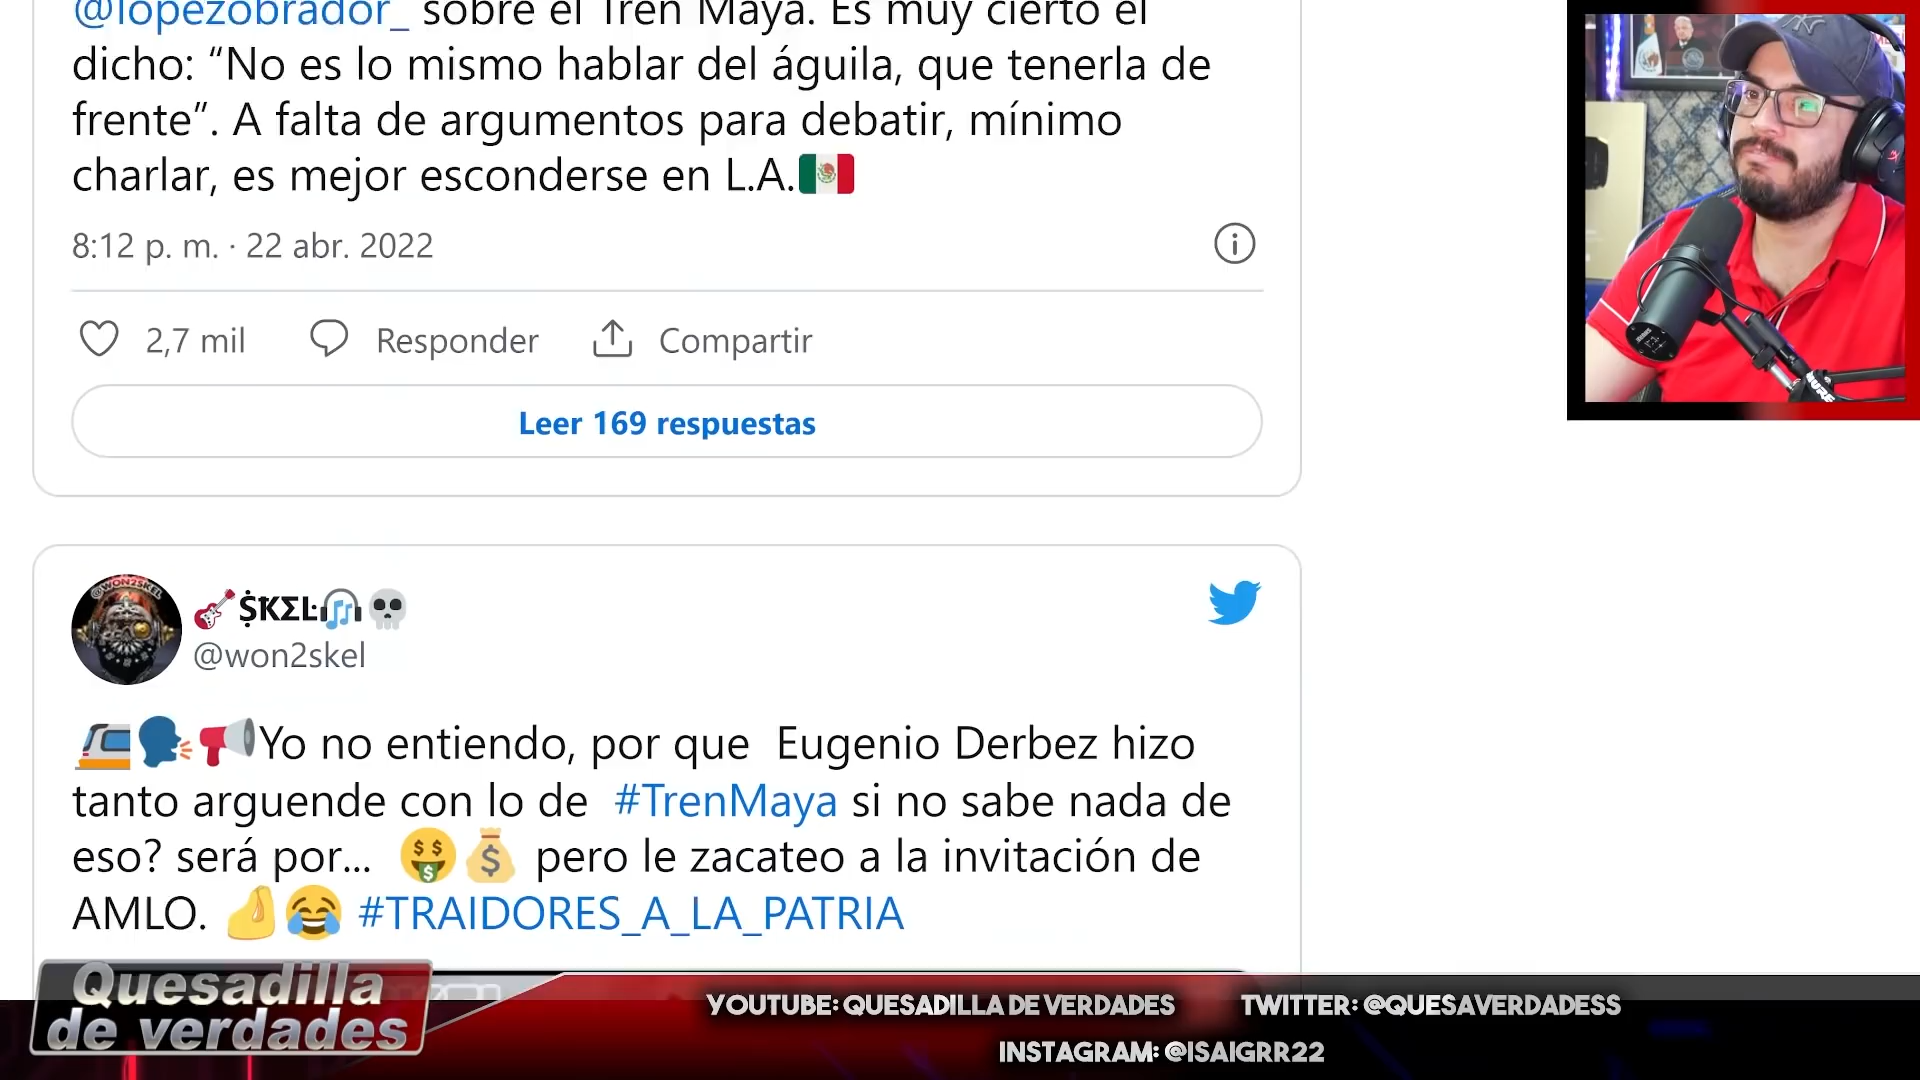 @lopezobrador_ sobre el Tren Maya. Es muy cierto el
dicho: “No es lo mismo hablar del águila, que tenerla de
frente”. A falta de argumentos para debatir, mínimo
charlar, es mejor esconderse en L.A.🇲🇽
8:12 p. m. · 22 abr. 2022
2,7 mil Responder Compartir
Leer 169 respuestas
🎸ŞҜΣŁ🎧💀
@won2skel
🚈🗣📢Yo no entiendo, por que Eugenio Derbez hizo
tanto arguende con lo de #TrenMaya si no sabe nada de
eso? será por... 🤑💰 pero le zacateo a la invitación de
AMLO. 🤌😂 #TRAIDORES_A_LA_PATRIA
Quesadilla
de verdades
YOUTUBE: QUESADILLA DE VERDADES TWITTER: @QUESAVERDADESS
INSTAGRAM: @ISAIGRR22